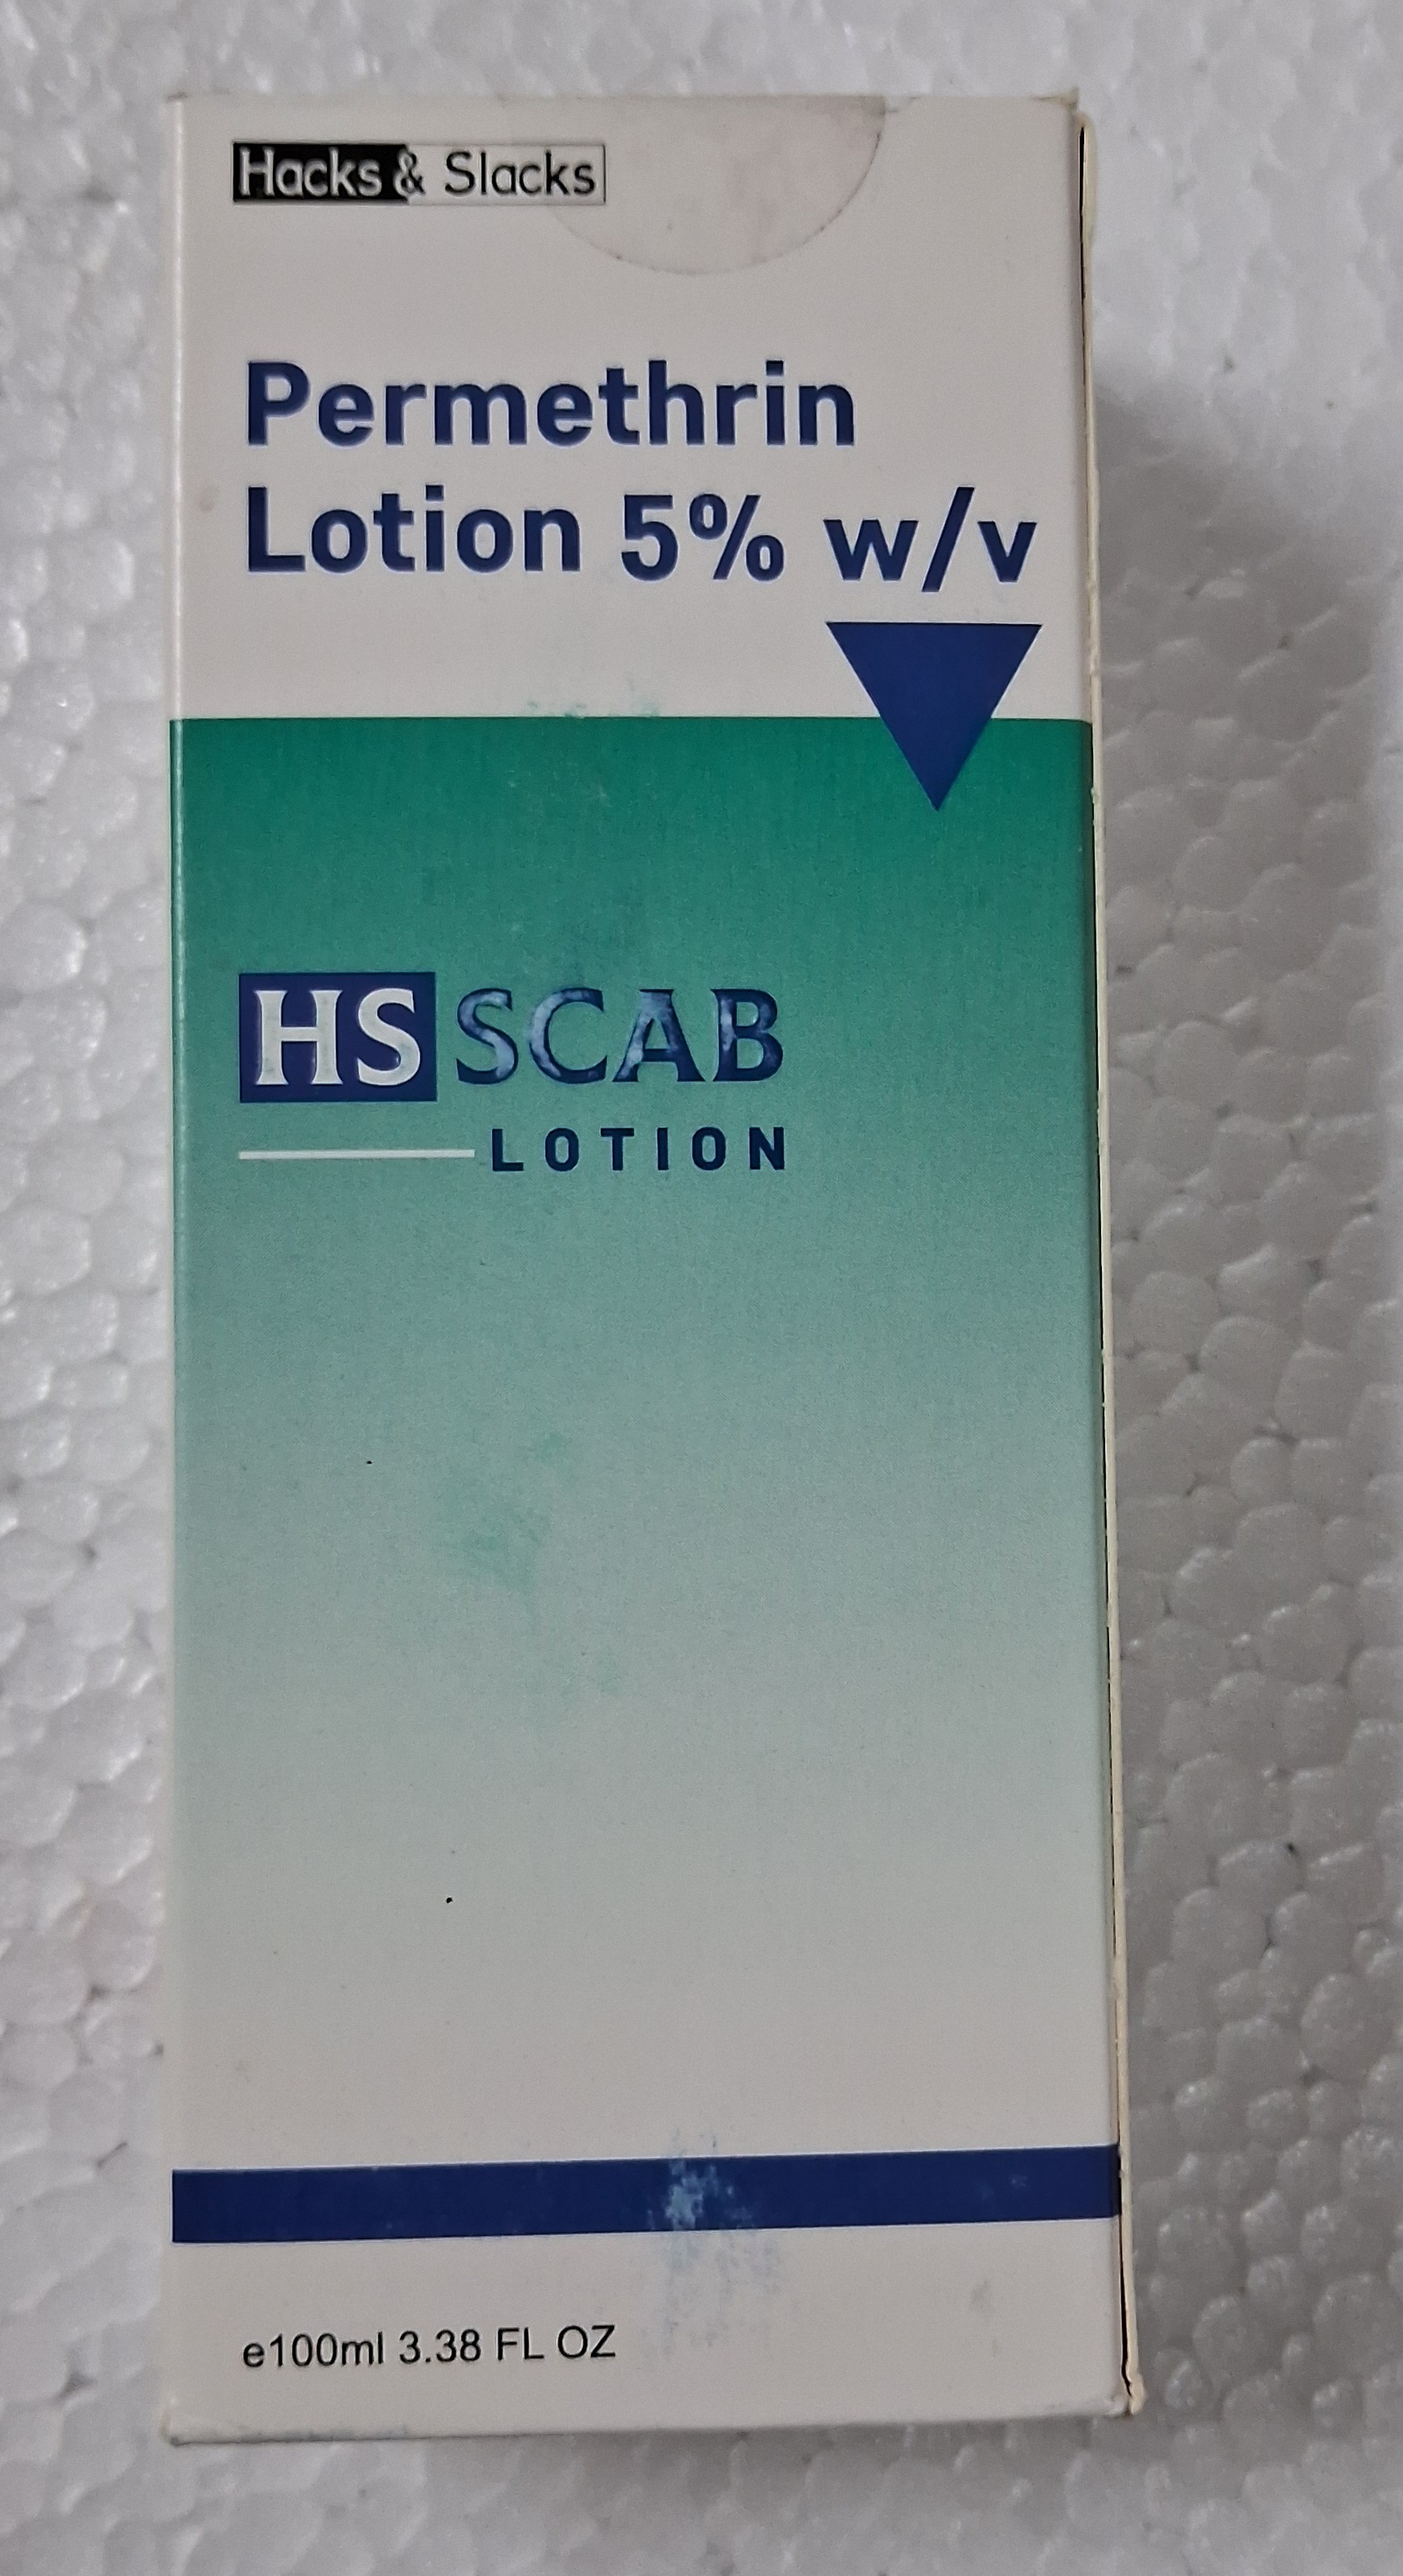 Hacks & Slacks
Permethrin
Lotion 5% w/v
HS SCAB
LOTION
e100ml 3.38 FL OZ